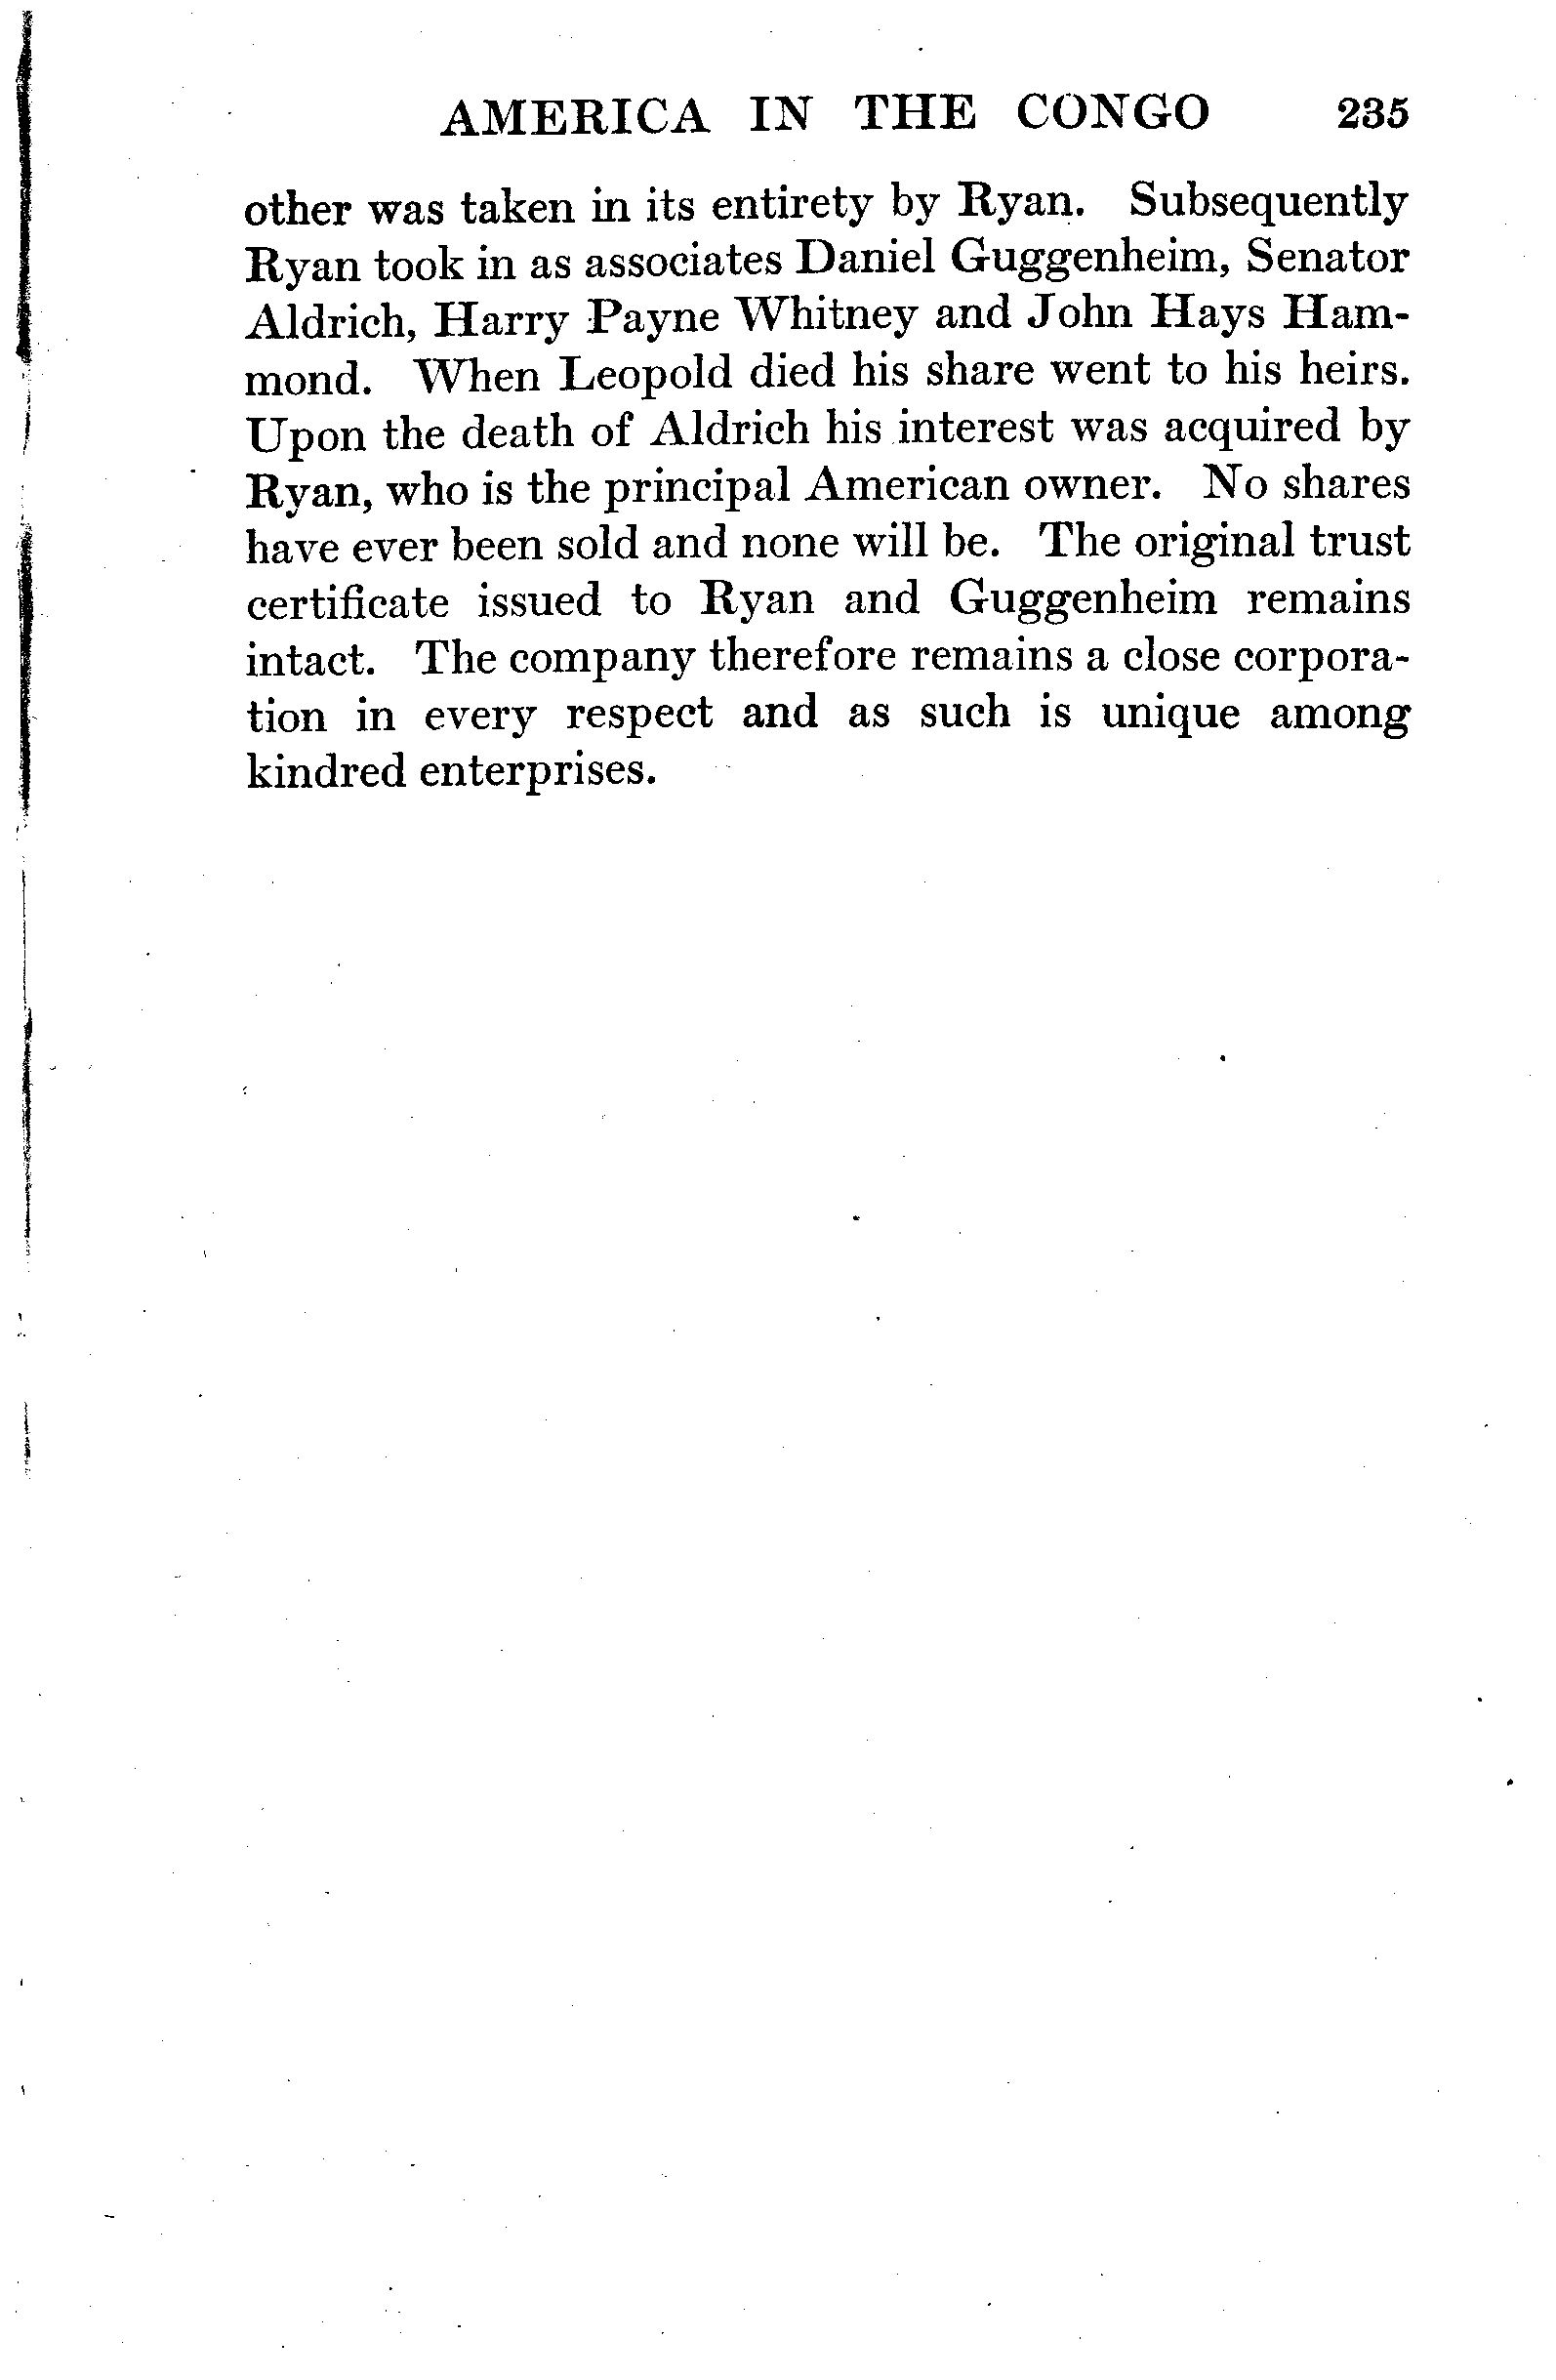 AMERICA IN THE CONGO 235
other was taken in its entirety by Ryan. Subsequently
Ryan took in as associates Daniel Guggenheim, Senator
Aldrich, Harry Payne Whitney and John Hays Ham-
mond. When Leopold died his share went to his heirs.
Upon the death of Aldrich his interest was acquired by
Ryan, who is the principal American owner. No shares
have ever been sold and none will be. The original trust
certificate issued to Ryan and Guggenheim remains
intact. The company therefore remains a close corpora-
tion in every respect and as such is unique among
kindred enterprises.